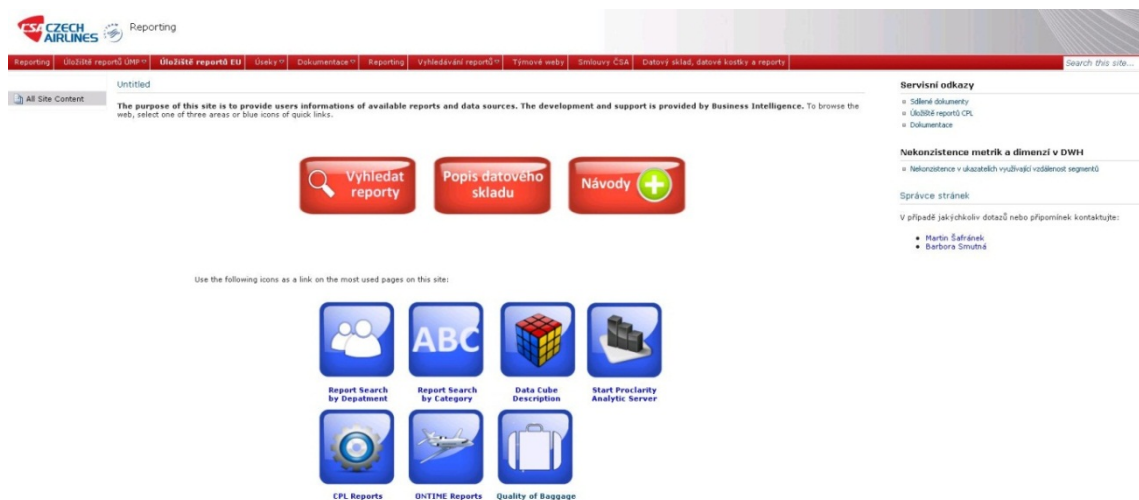 CSA CZECH AIRLINES
Reporting
Reporting Úložiště reportů ÚMP Úložiště reportů EU Úseky Dokumentace Reporting Vyhledávání reportů Týmové weby Smlouvy ČSA Datový sklad, datové kostky a reporty Search this site...
All Site Content
Untitled
The purpose of this site is to provide users informations of available reports and data sources. The development and support is provided by Business Intelligence. To browse the
web, select one of three areas or blue icons of quick links.
Vyhledat
reporty
Popis datového
skladu
Návody
Use the following icons as a link on the most used pages on this site:
ABC
Report Search
by Depatment
Report Search
by Category
Data Cube
Description
Start Proclarity
Analytic Server
CPL Reports
ONTIME Reports
Quality of Baggage
Servisní odkazy
Sdílené dokumenty
Úložiště reportů CPL
Dokumentace
Nekonzistence metrik a dimenzí v DWH
Nekonzistence v ukazatelích využívající vzdálenost segmentů
Správce stránek
V případě jakýchkoliv dotazů nebo připomínek kontaktujte:
Martin Šafránek
Barbora Smutná